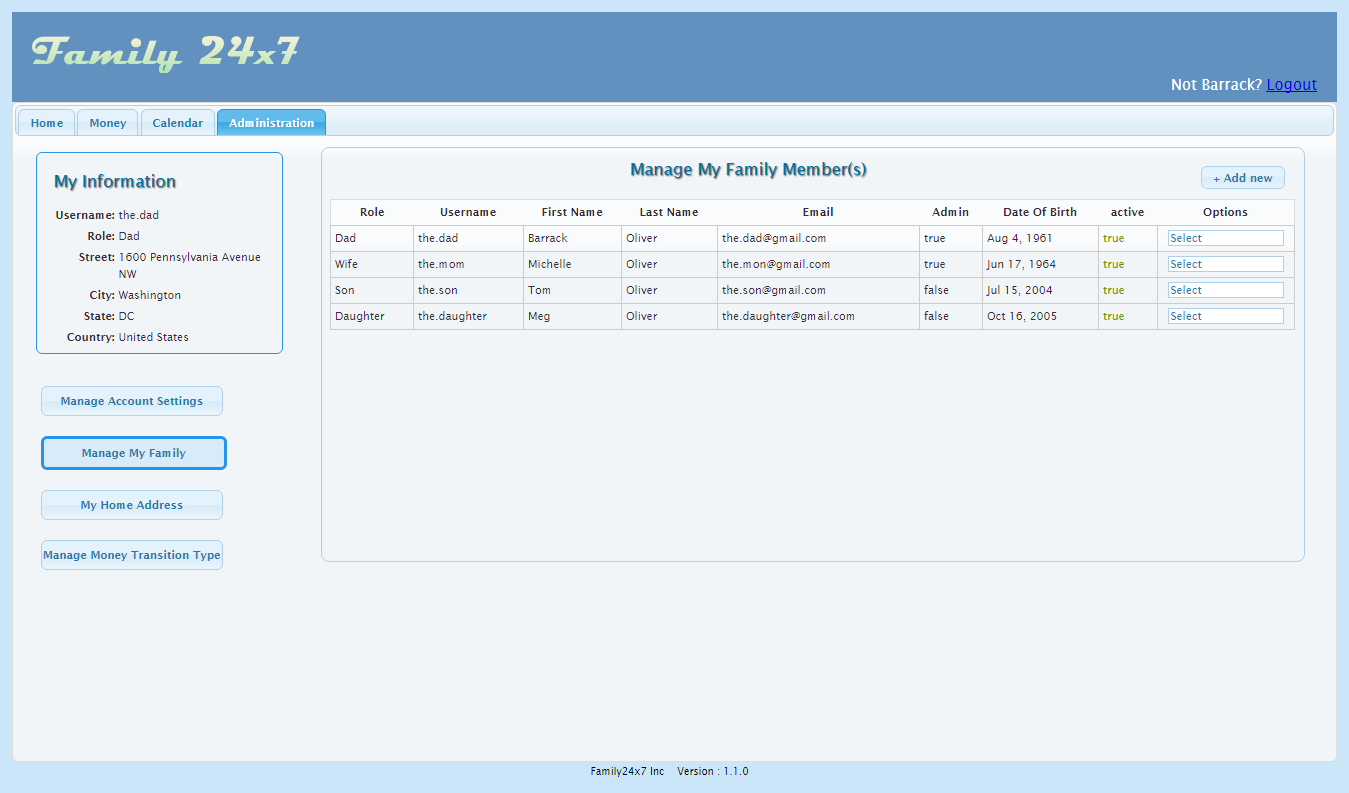 Family 24x7
Not Barrack? Logout
Home Money Calendar Administration
My Information
Username: the.dad
Role: Dad
Street: 1600 Pennsylvania Avenue
NW
City: Washington
State: DC
Country: United States
Manage Account Settings
Manage My Family
My Home Address
Manage Money Transition Type
Manage My Family Member(s)
+ Add new
Role Username First Name Last Name Email Admin Date Of Birth active Options
Dad the.dad Barrack Oliver the.dad@gmail.com true Aug 4, 1961 true Select
Wife the.mom Michelle Oliver the.mon@gmail.com true Jun 17, 1964 true Select
Son the.son Tom Oliver the.son@gmail.com false Jul 15, 2004 true Select
Daughter the.daughter Meg Oliver the.daughter@gmail.com false Oct 16, 2005 true Select
Family24x7 Inc Version : 1.1.0